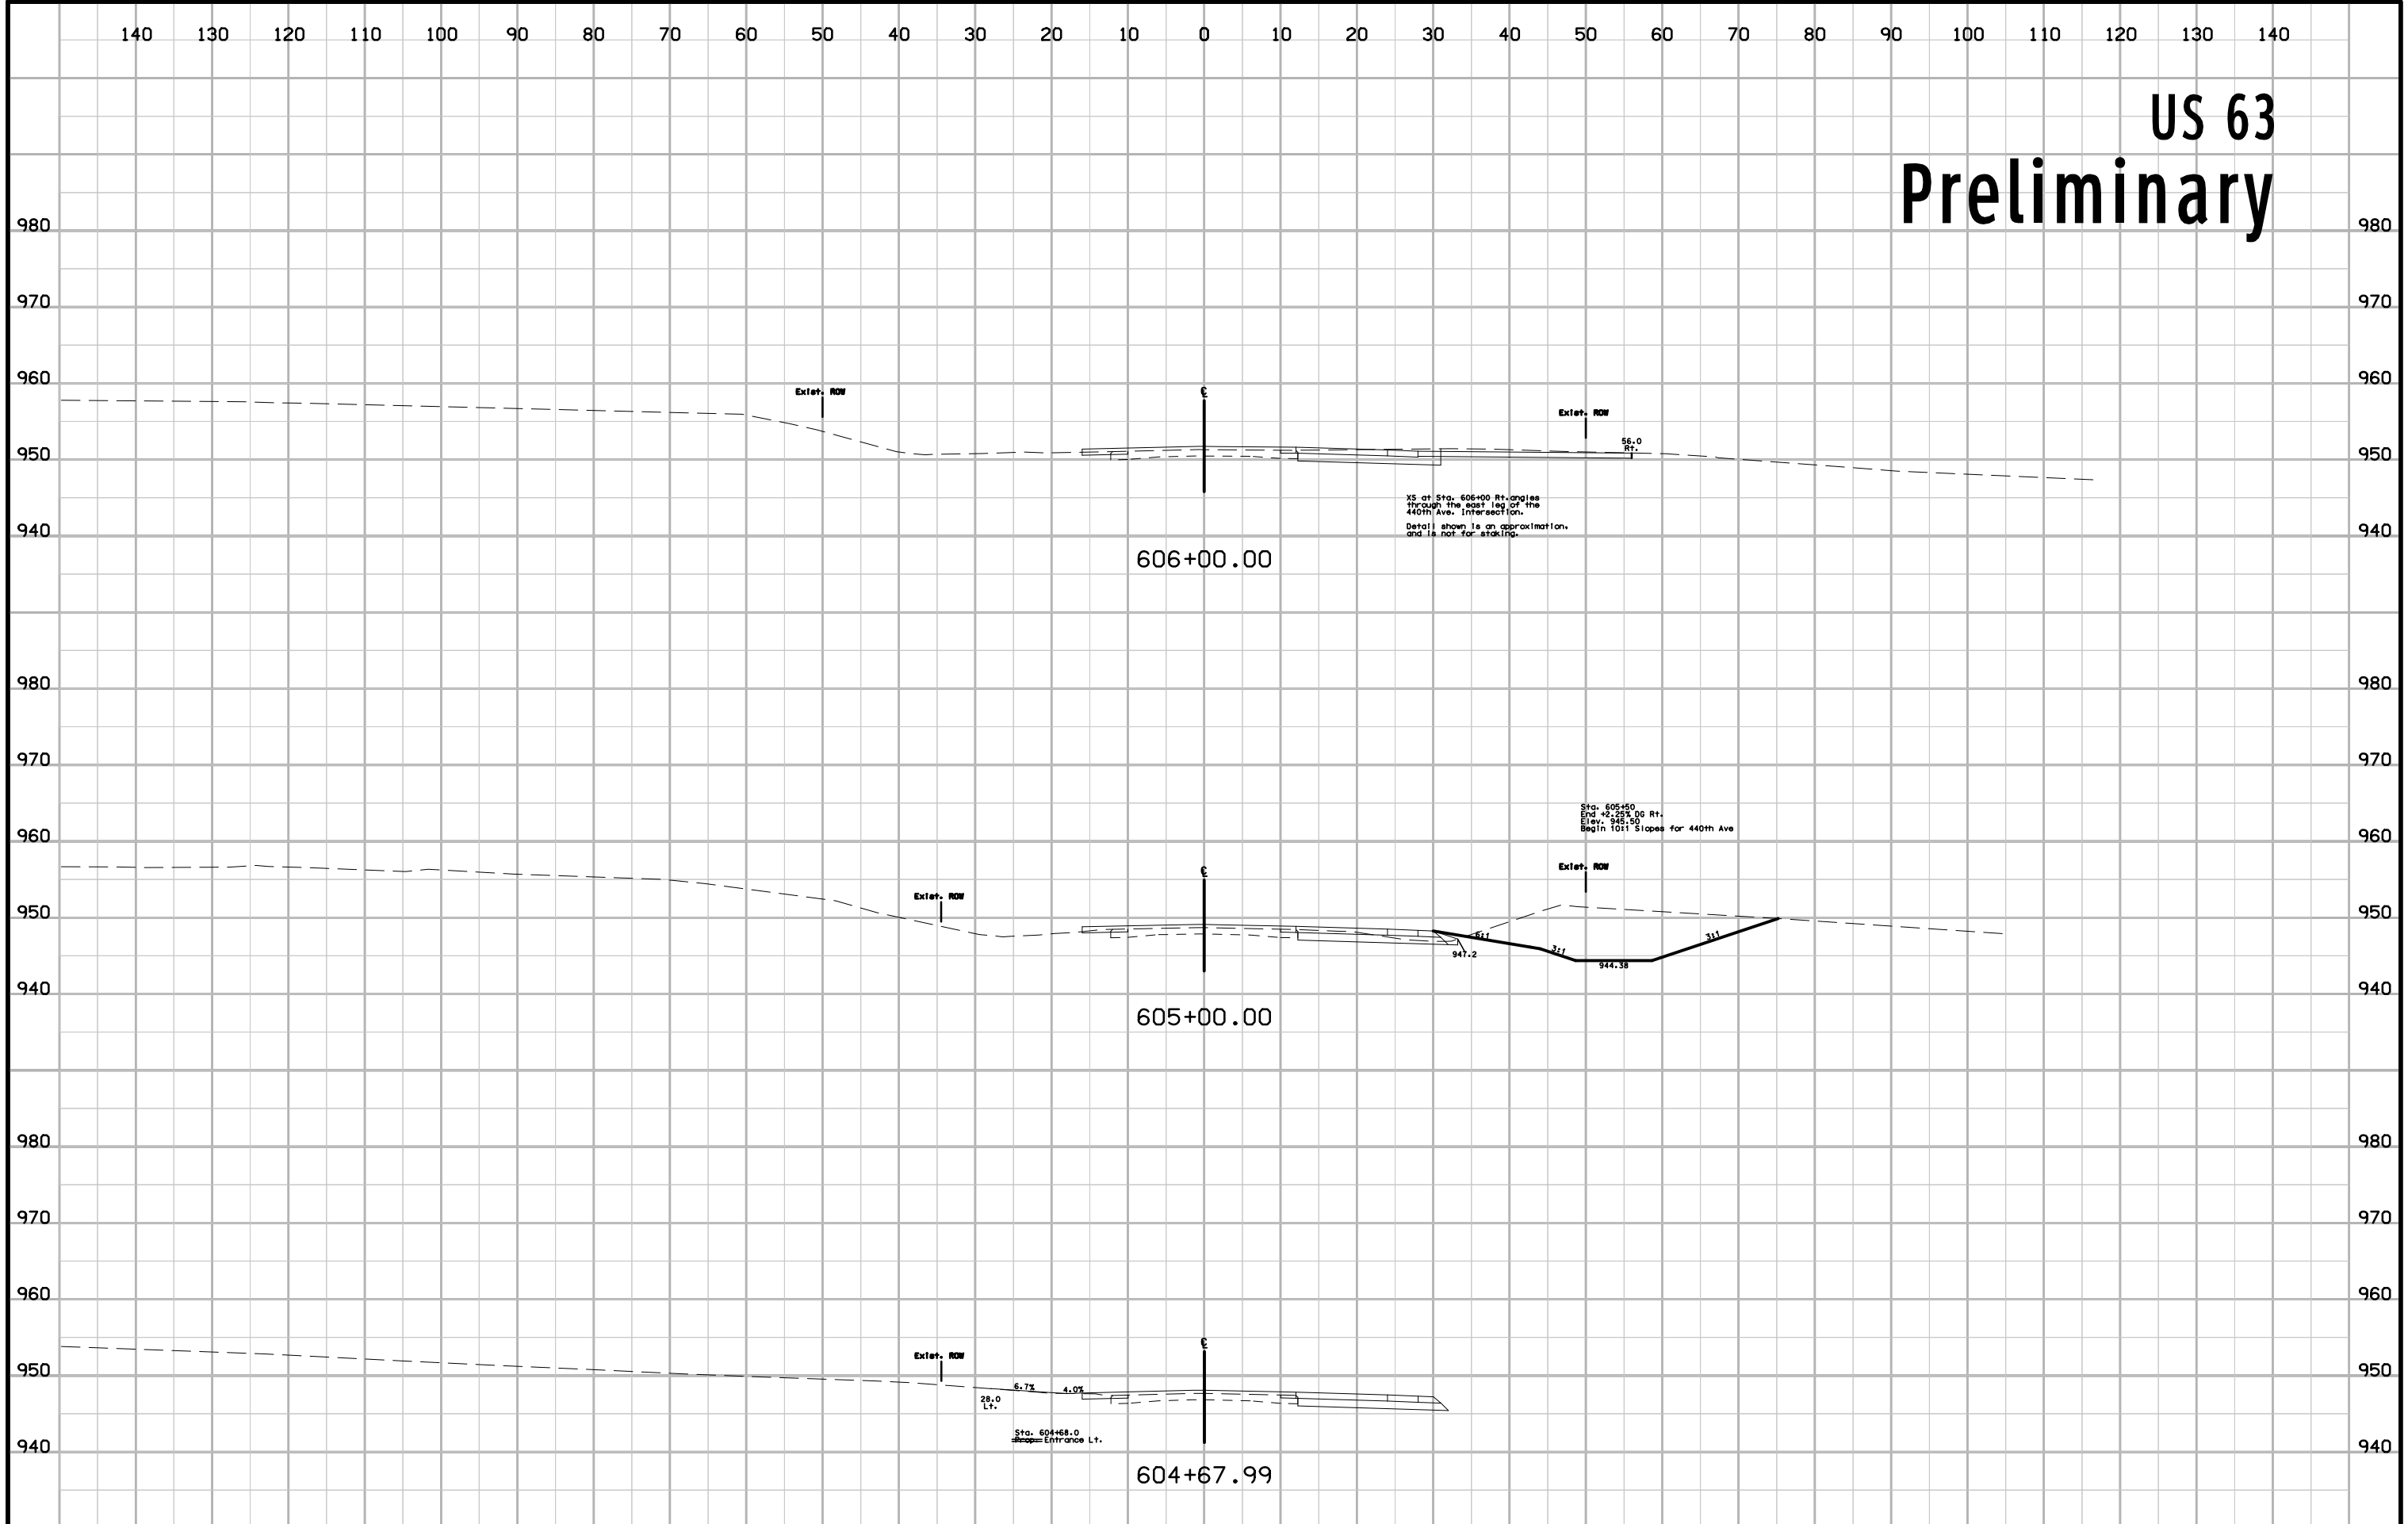 140 130 120 110 100 90 80 70 60 50 40 30 20 10 0 10 20 30 40 50 60 70 80 90 100 110 120 130 140
US 63
Preliminary
980 980
970 970
960 960
Exist. ROW
℄
Exist. ROW
56.0
Rt.
950 950
XS at Sta. 606+00 Rt.angles
through the east leg of the
440th Ave. Intersection.
Detail shown is an approximation,
and is not for staking.
940 940
606+00.00
980 980
970 970
Sta. 605+50
End +2.25% DG Rt.
Elev. 945.50
Begin 10:1 Slopes for 440th Ave
960 960
℄
Exist. ROW
Exist. ROW
950 950
6:1
3:1
3:1
947.2
944.38
940 940
605+00.00
980 980
970 970
960 960
℄
Exist. ROW
950 950
6.7%
4.0%
28.0
Lt.
Sta. 604+68.0
Prop. Entrance Lt.
940 940
604+67.99